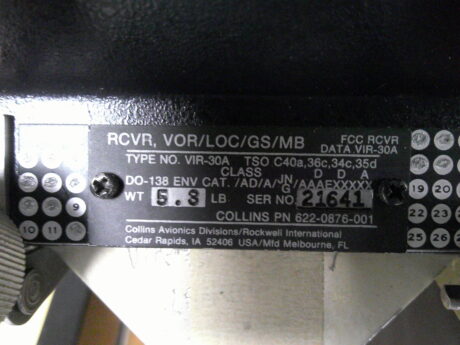 RCVR, VOR/LOC/GS/MB
FCC RCVR
DATA VIR-30A
TYPE NO. VIR-30A TSO C40a,36c,34c,35d
CLASS D D A
DO-138 ENV CAT. /AD/A/ JN G /AAAEXXXXX
WT 5.3 LB SER NO. 21641
COLLINS PN 622-0876-001
Collins Avionics Divisions/Rockwell International
Cedar Rapids, IA 52406 USA/Mfd Melbourne, FL
8 9
10 11
19 20
22 23
25 26